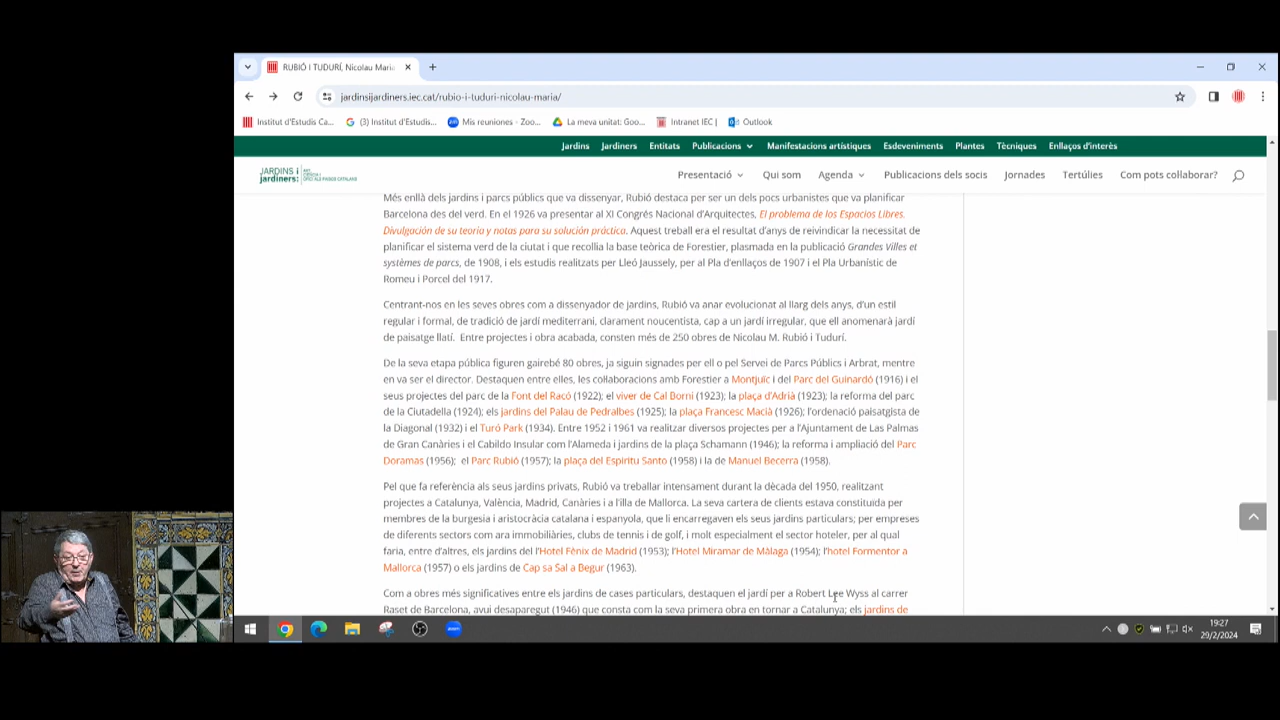 RUBIÓ I TUDURÍ, Nicolau Maria
jardinsijardiners.iec.cat/rubio-i-tuduri-nicolau-maria/
Institut d'Estudis Ca...
(3) Institut d'Estudis...
Mis reuniones - Zoo...
La meva unitat: Goo...
Intranet IEC |
Outlook
Jardins
Jardiners
Entitats
Publicacions
Manifestacions artístiques
Esdeveniments
Plantes
Tècniques
Enllaços d'interès
JARDINS i
jardiners:
Presentació
Qui som
Agenda
Publicacions dels socis
Jornades
Tertúlies
Com pots collaborar?
Més enllà dels jardins i parcs públics que va dissenyar, Rubió destaca per ser un dels pocs urbanistes que va planificar
Barcelona des del verd. En el 1926 va presentar al XI Congrés Nacional d'Arquitectes, El problema de los Espacios Libres.
Divulgación de su teoría y notas para su solución práctica. Aquest treball era el resultat d'anys de reivindicar la necessitat de
planificar el sistema verd de la ciutat i que recollia la base teòrica de Forestier, plasmada en la publicació Grandes Villes et
systèmes de parcs, de 1908, i els estudis realitzats per Lleó Jaussely, per al Pla d'enllaços de 1907 i el Pla Urbanístic de
Romeu i Porcel del 1917.
Centrant-nos en les seves obres com a dissenyador de jardins, Rubió va anar evolucionat al llarg dels anys, d'un estil
regular i formal, de tradició de jardí mediterrani, clarament noucentista, cap a un jardí irregular, que ell anomenarà jardí
de paisatge llatí. Entre projectes i obra acabada, consten més de 250 obres de Nicolau M. Rubió i Tudurí.
De la seva etapa pública figuren gairebé 80 obres, ja siguin signades per ell o pel Servei de Parcs Públics i Arbrat, mentre
en va ser el director. Destaquen entre elles, les col·laboracions amb Forestier a Montjuïc i del Parc del Guinardó (1916) i el
seus projectes del parc de la Font del Racó (1922); el viver de Cal Borni (1923); la plaça d'Adrià (1923); la reforma del parc
de la Ciutadella (1924); els jardins del Palau de Pedralbes (1925); la plaça Francesc Macià (1926); l'ordenació paisatgista de
la Diagonal (1932) i el Turó Park (1934). Entre 1952 i 1961 va realitzar diversos projectes per a l'Ajuntament de Las Palmas
de Gran Canàries i el Cabildo Insular com l'Alameda i jardins de la plaça Schamann (1946); la reforma i ampliació del Parc
Doramas (1956); el Parc Rubió (1957); la plaça del Espiritu Santo (1958) i la de Manuel Becerra (1958).
Pel que fa referència als seus jardins privats, Rubió va treballar intensament durant la dècada del 1950, realitzant
projectes a Catalunya, València, Madrid, Canàries i a l'illa de Mallorca. La seva cartera de clients estava constituïda per
membres de la burgesia i aristocràcia catalana i espanyola, que li encarregaven els seus jardins particulars; per empreses
de diferents sectors com ara immobiliàries, clubs de tennis i de golf, i molt especialment el sector hoteler, per al qual
faria, entre d'altres, els jardins del l'Hotel Fènix de Madrid (1953); l'Hotel Miramar de Màlaga (1954); l'hotel Formentor a
Mallorca (1957) o els jardins de Cap sa Sal a Begur (1963).
Com a obres més significatives entre els jardins de cases particulars, destaquen el jardí per a Robert Lee Wyss al carrer
Raset de Barcelona, avui desaparegut (1946) que consta com la seva primera obra en tornar a Catalunya; els jardins de
19:27
29/2/2024